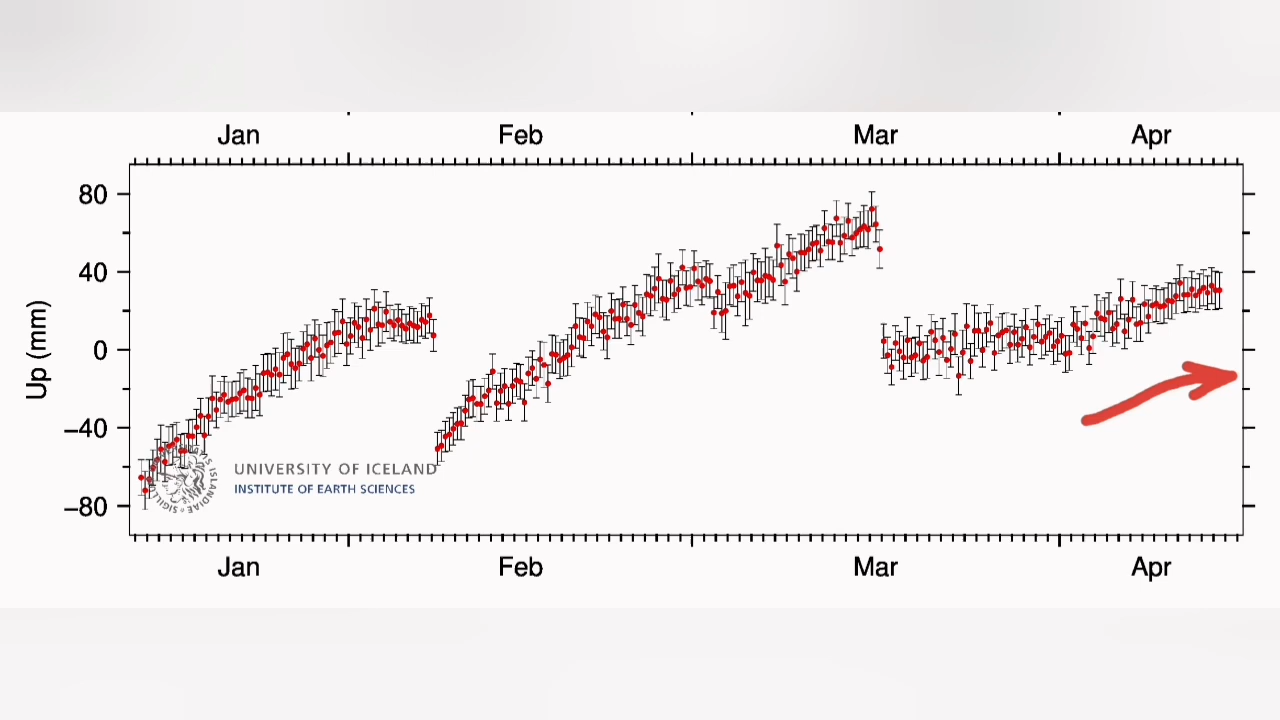 Jan Feb Mar Apr
80
40
0
−40
−80
Up (mm)
UNIVERSITY OF ICELAND
INSTITUTE OF EARTH SCIENCES
Jan Feb Mar Apr